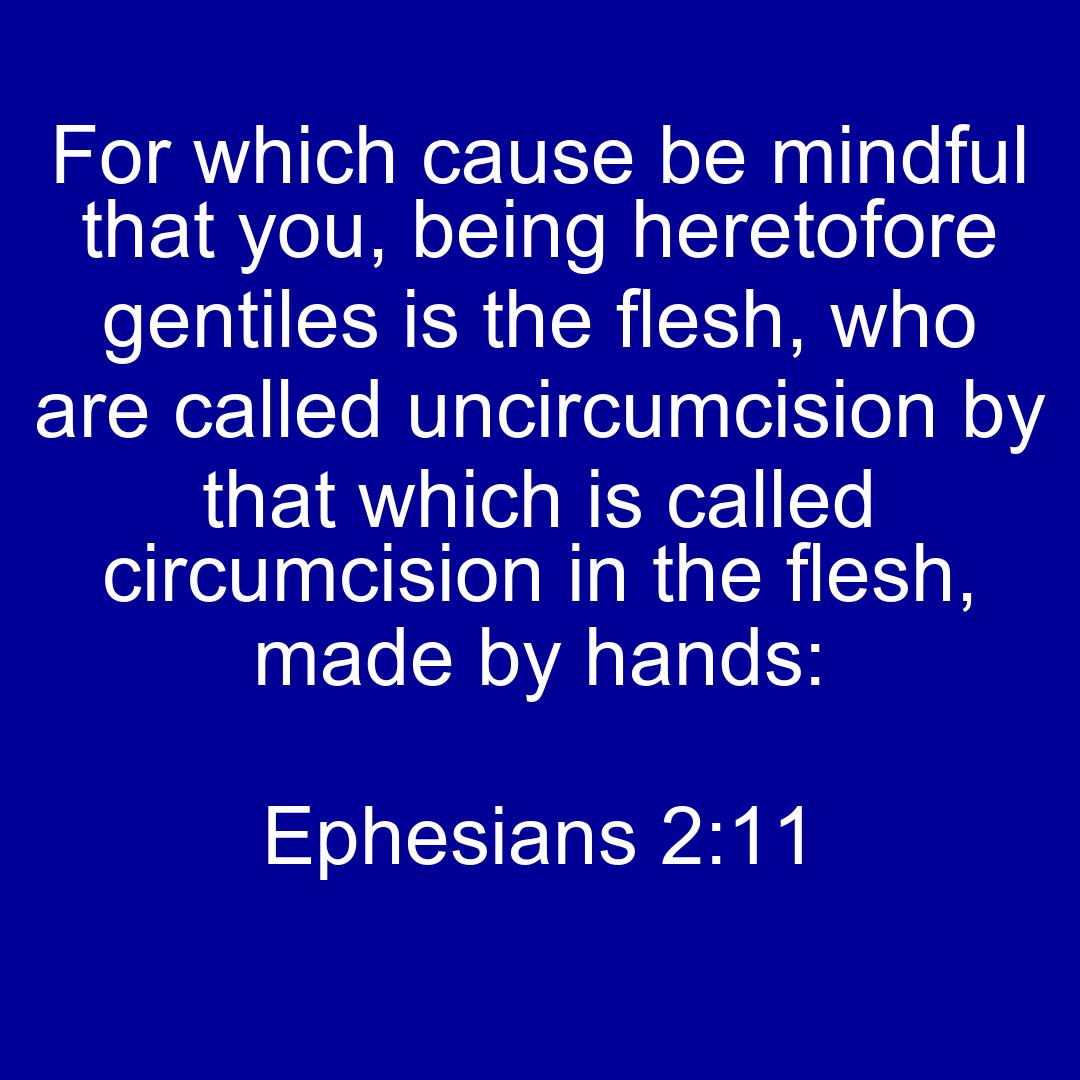 For which cause be mindful
that you, being heretofore
gentiles is the flesh, who
are called uncircumcision by
that which is called
circumcision in the flesh,
made by hands:
Ephesians 2:11